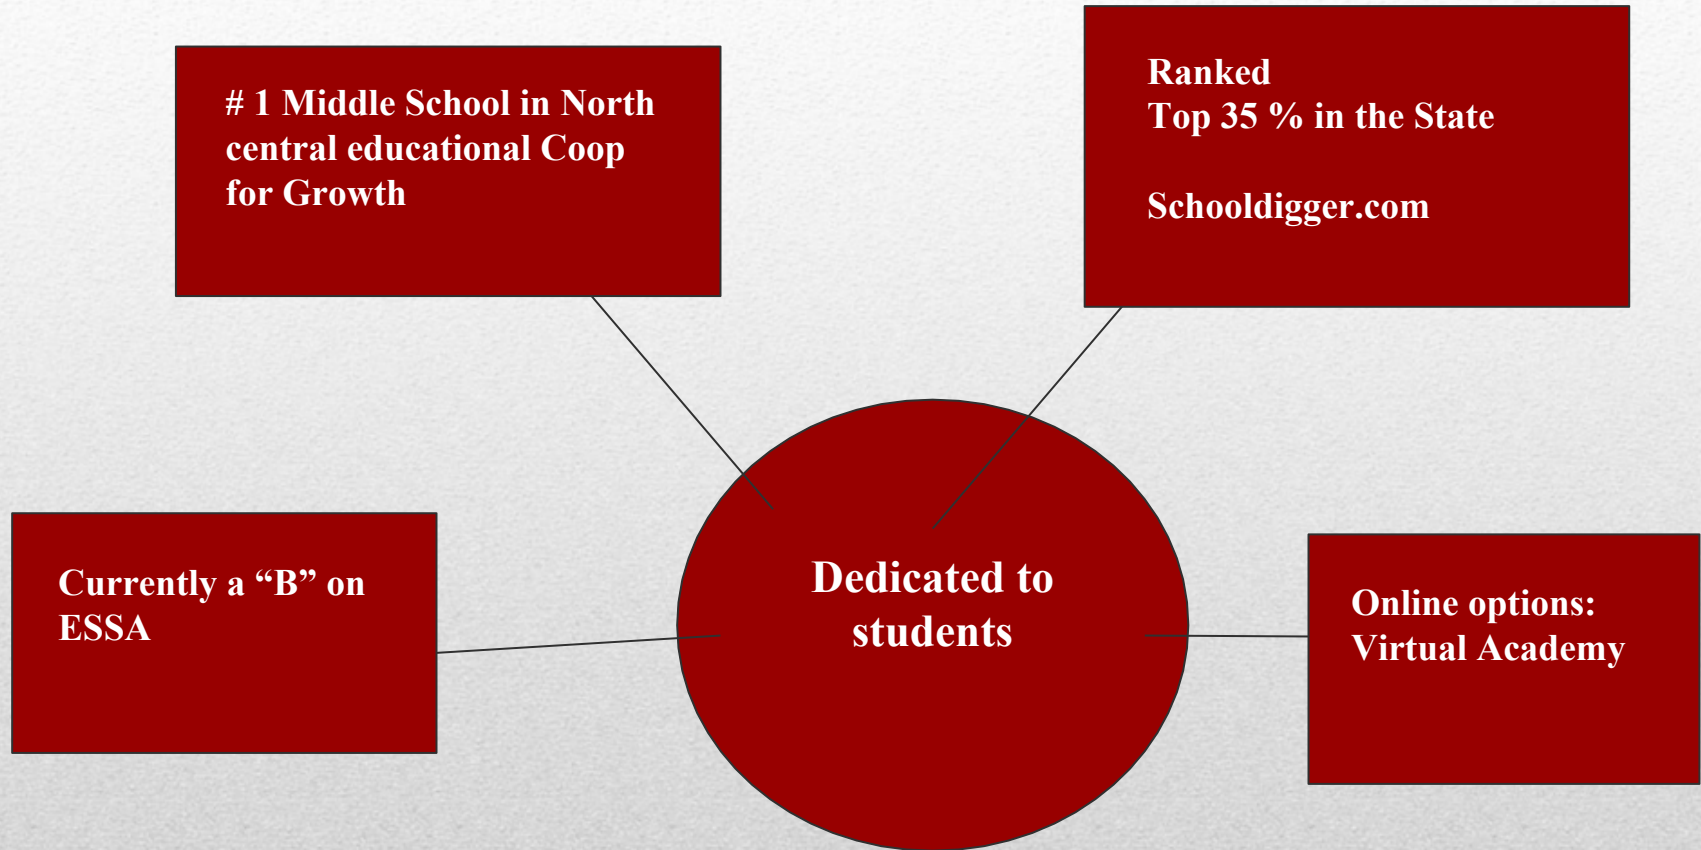 # 1 Middle School in North
central educational Coop
for Growth
Ranked
Top 35 % in the State
Schooldigger.com
Currently a “B” on
ESSA
Dedicated to
students
Online options:
Virtual Academy